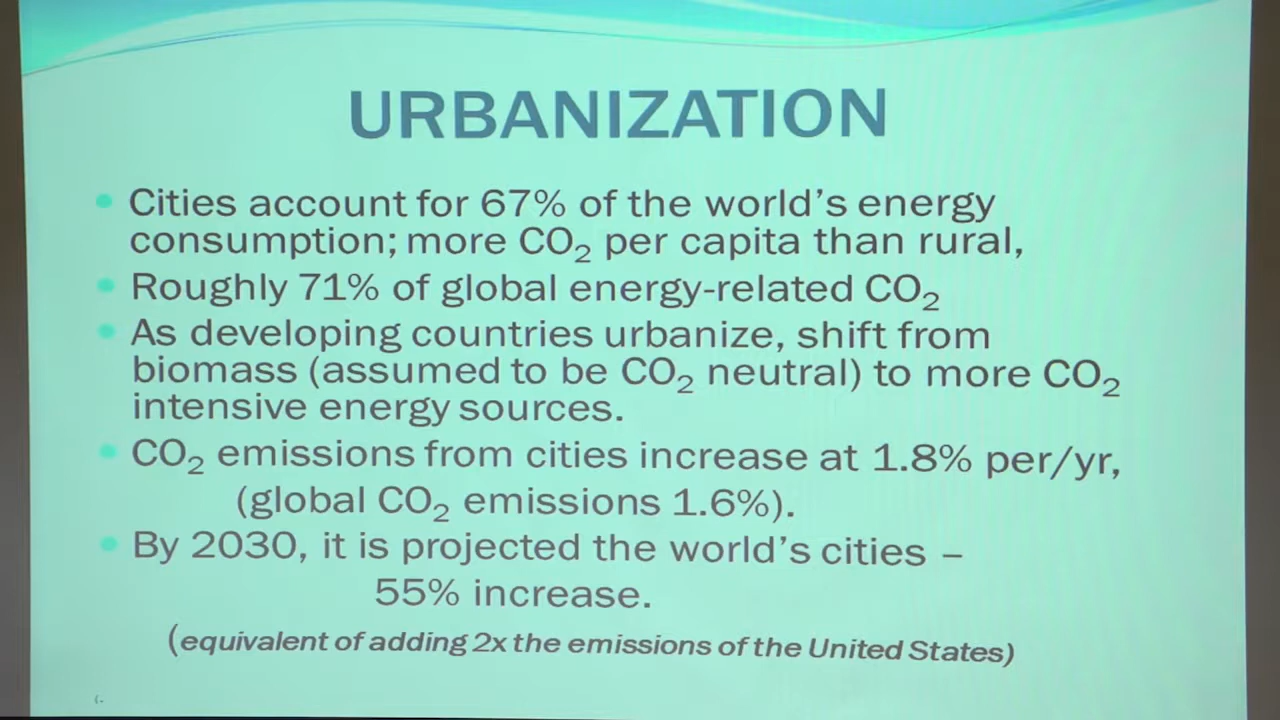 URBANIZATION
Cities account for 67% of the world's energy
consumption; more CO₂ per capita than rural,
Roughly 71% of global energy-related CO₂
As developing countries urbanize, shift from
biomass (assumed to be CO₂ neutral) to more CO₂
intensive energy sources.
CO₂ emissions from cities increase at 1.8% per/yr,
(global CO₂ emissions 1.6%).
By 2030, it is projected the world's cities –
55% increase.
(equivalent of adding 2x the emissions of the United States)